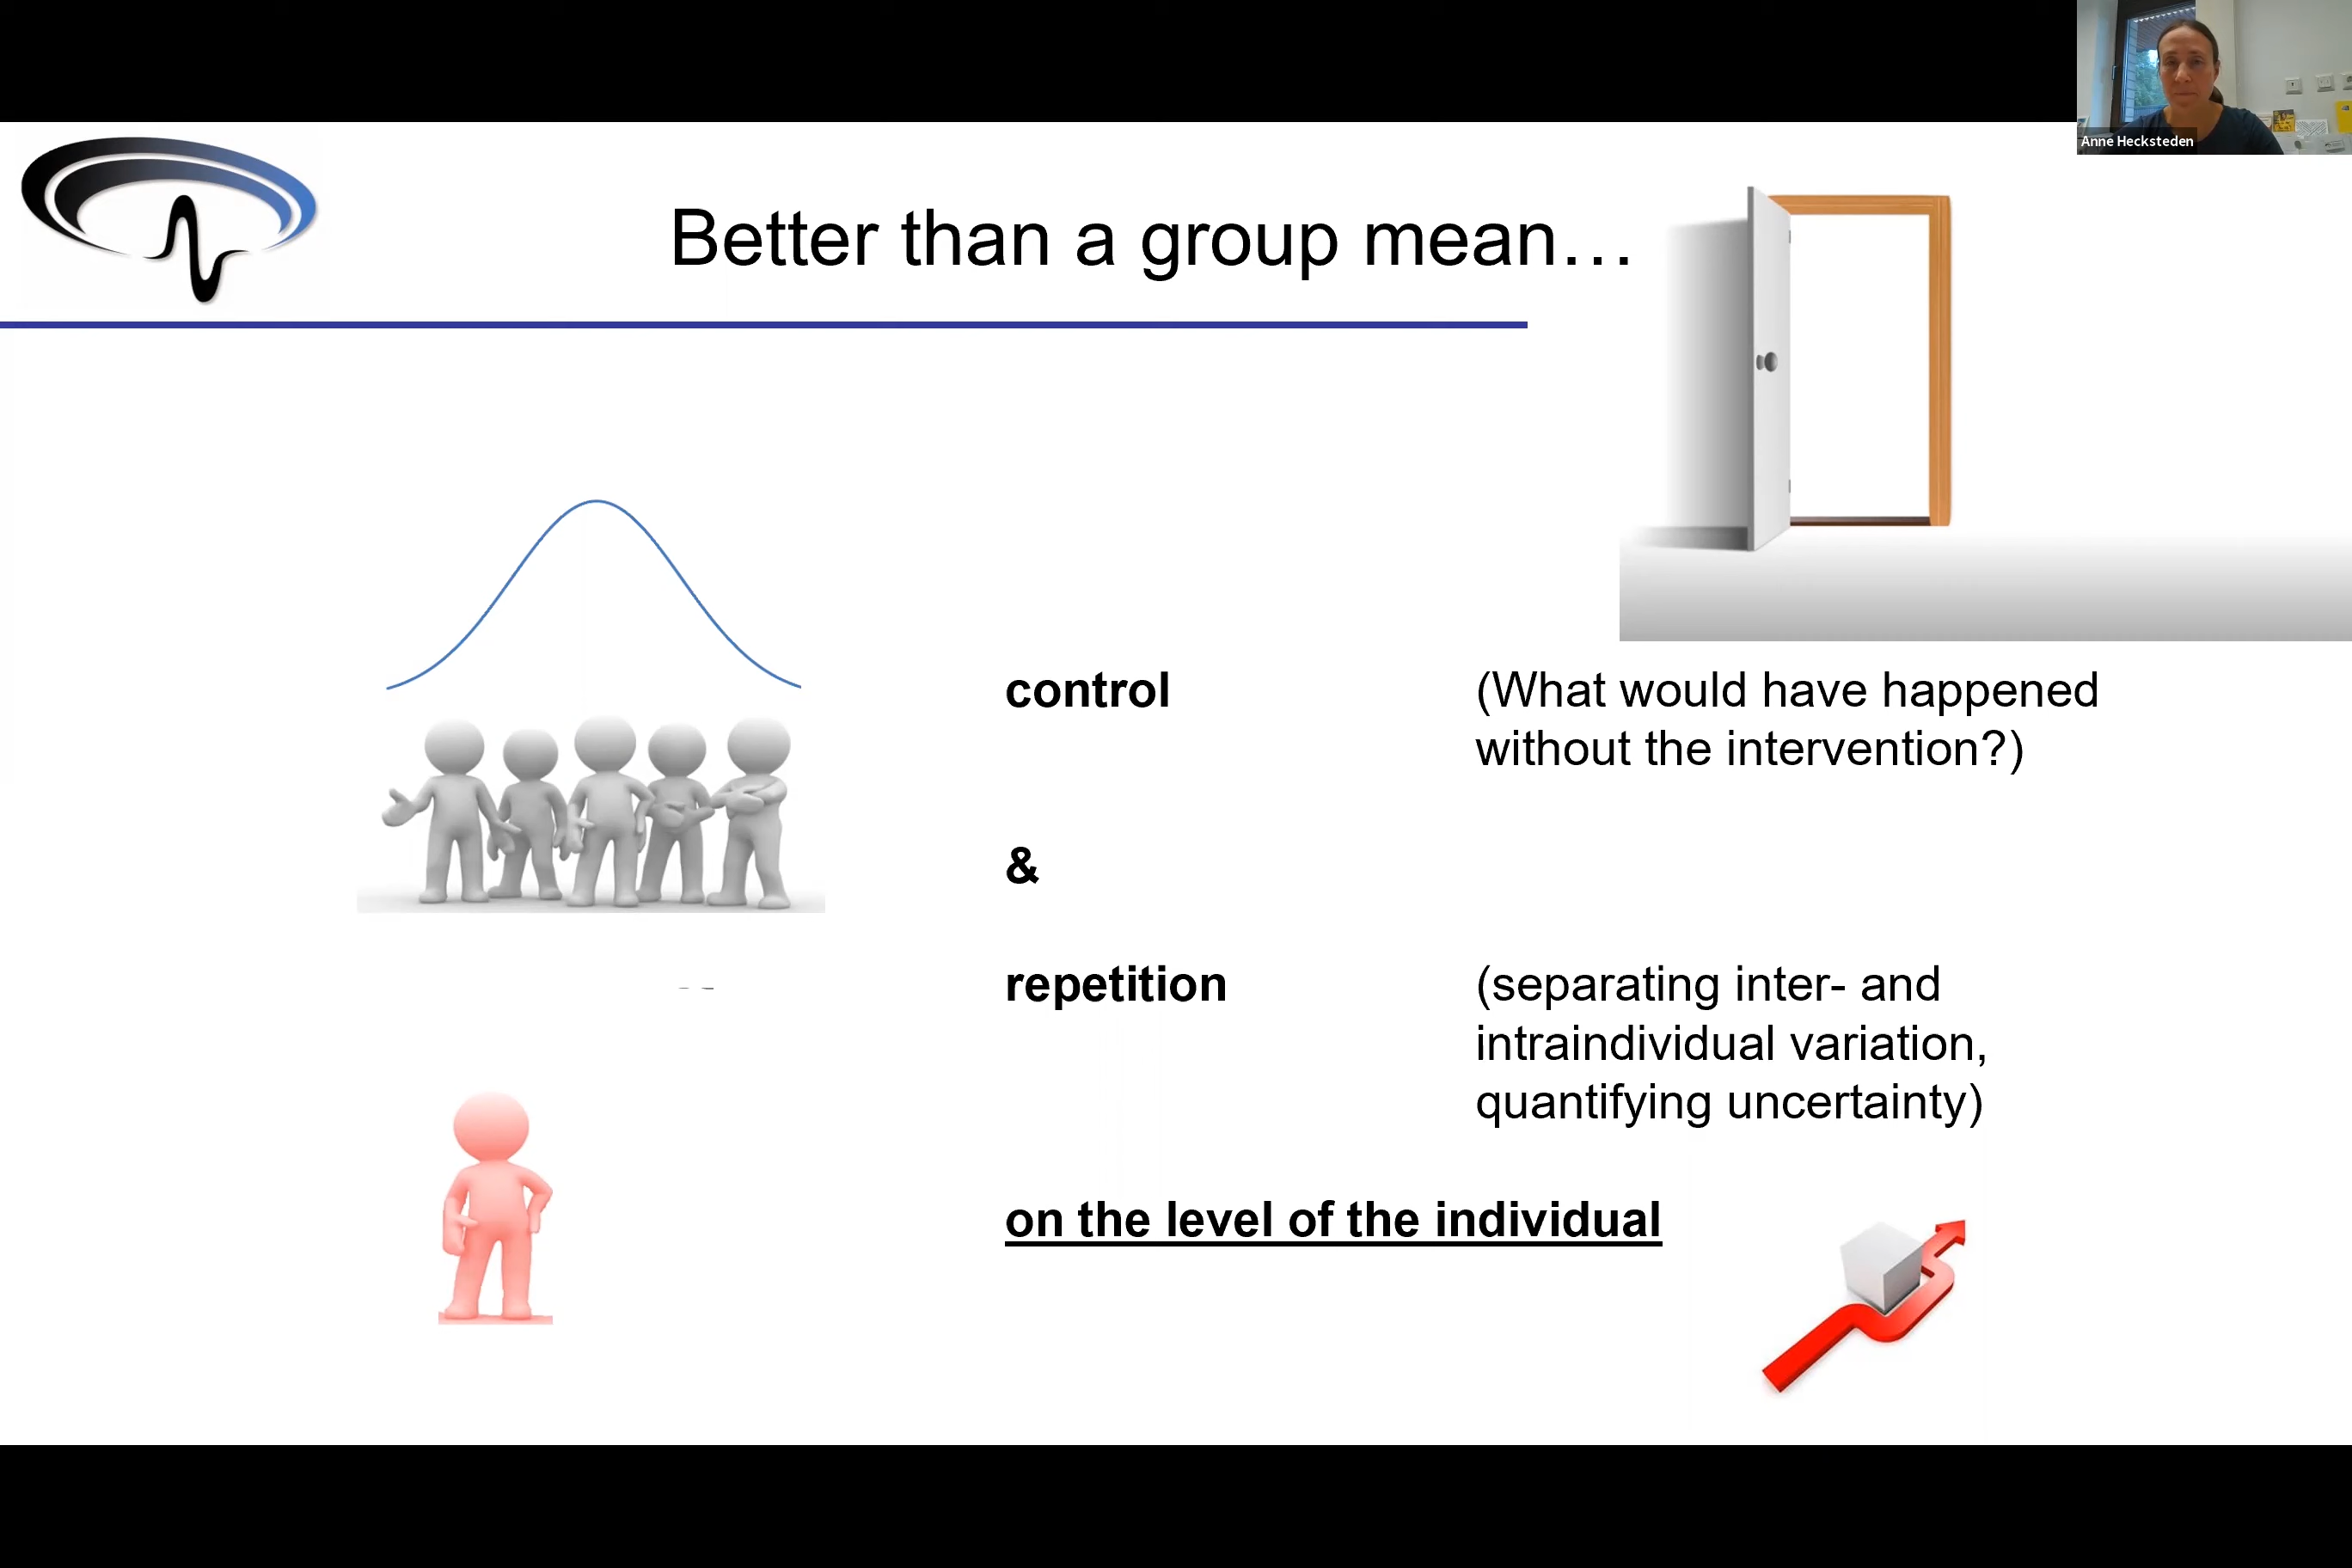 Anne Hecksteden
Better than a group mean…
control
(What would have happened
without the intervention?)
&
repetition
(separating inter- and
intraindividual variation,
quantifying uncertainty)
on the level of the individual